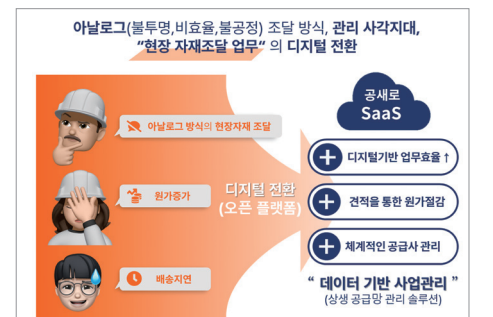 아날로그(불투명,비효율,불공정) 조달 방식, 관리 사각지대,
“현장 자재조달 업무“ 의 디지털 전환
공새로
SaaS
아날로그 방식의 현장자재 조달
디지털기반 업무효율 ↑
원가증가
디지털 전환
(오픈 플랫폼)
견적을 통한 원가절감
체계적인 공급사 관리
배송지연
“ 데이터 기반 사업관리 ”
(상생 공급망 관리 솔루션)